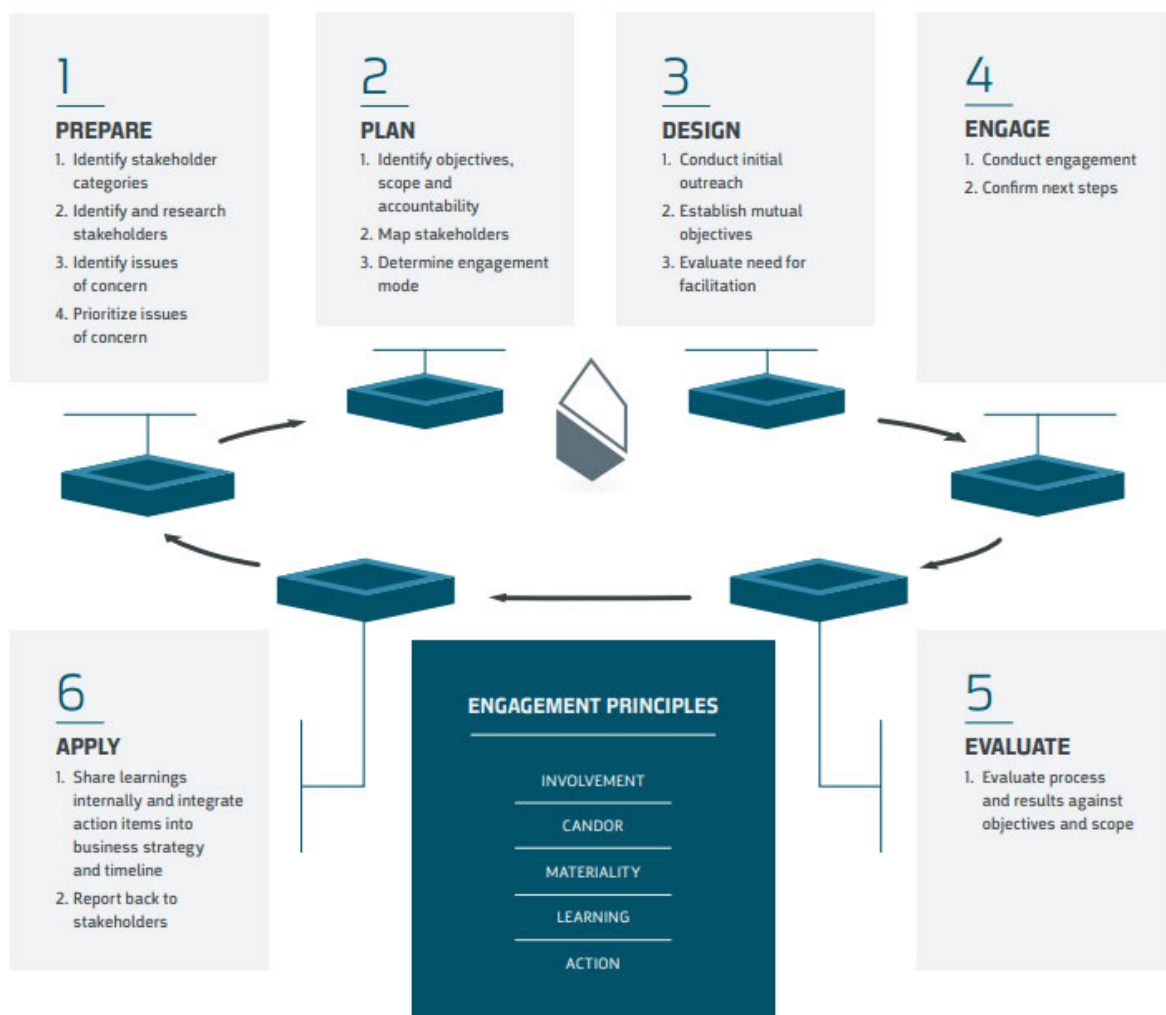 1
PREPARE
1. Identify stakeholder
categories
2. Identify and research
stakeholders
3. Identify issues
of concern
4. Prioritize issues
of concern
2
PLAN
1. Identify objectives,
scope and
accountability
2. Map stakeholders
3. Determine engagement
mode
3
DESIGN
1. Conduct initial
outreach
2. Establish mutual
objectives
3. Evaluate need for
facilitation
4
ENGAGE
1. Conduct engagement
2. Confirm next steps
5
EVALUATE
1. Evaluate process
and results against
objectives and scope
6
APPLY
1. Share learnings
internally and integrate
action items into
business strategy
and timeline
2. Report back to
stakeholders
ENGAGEMENT PRINCIPLES
INVOLVEMENT
CANDOR
MATERIALITY
LEARNING
ACTION